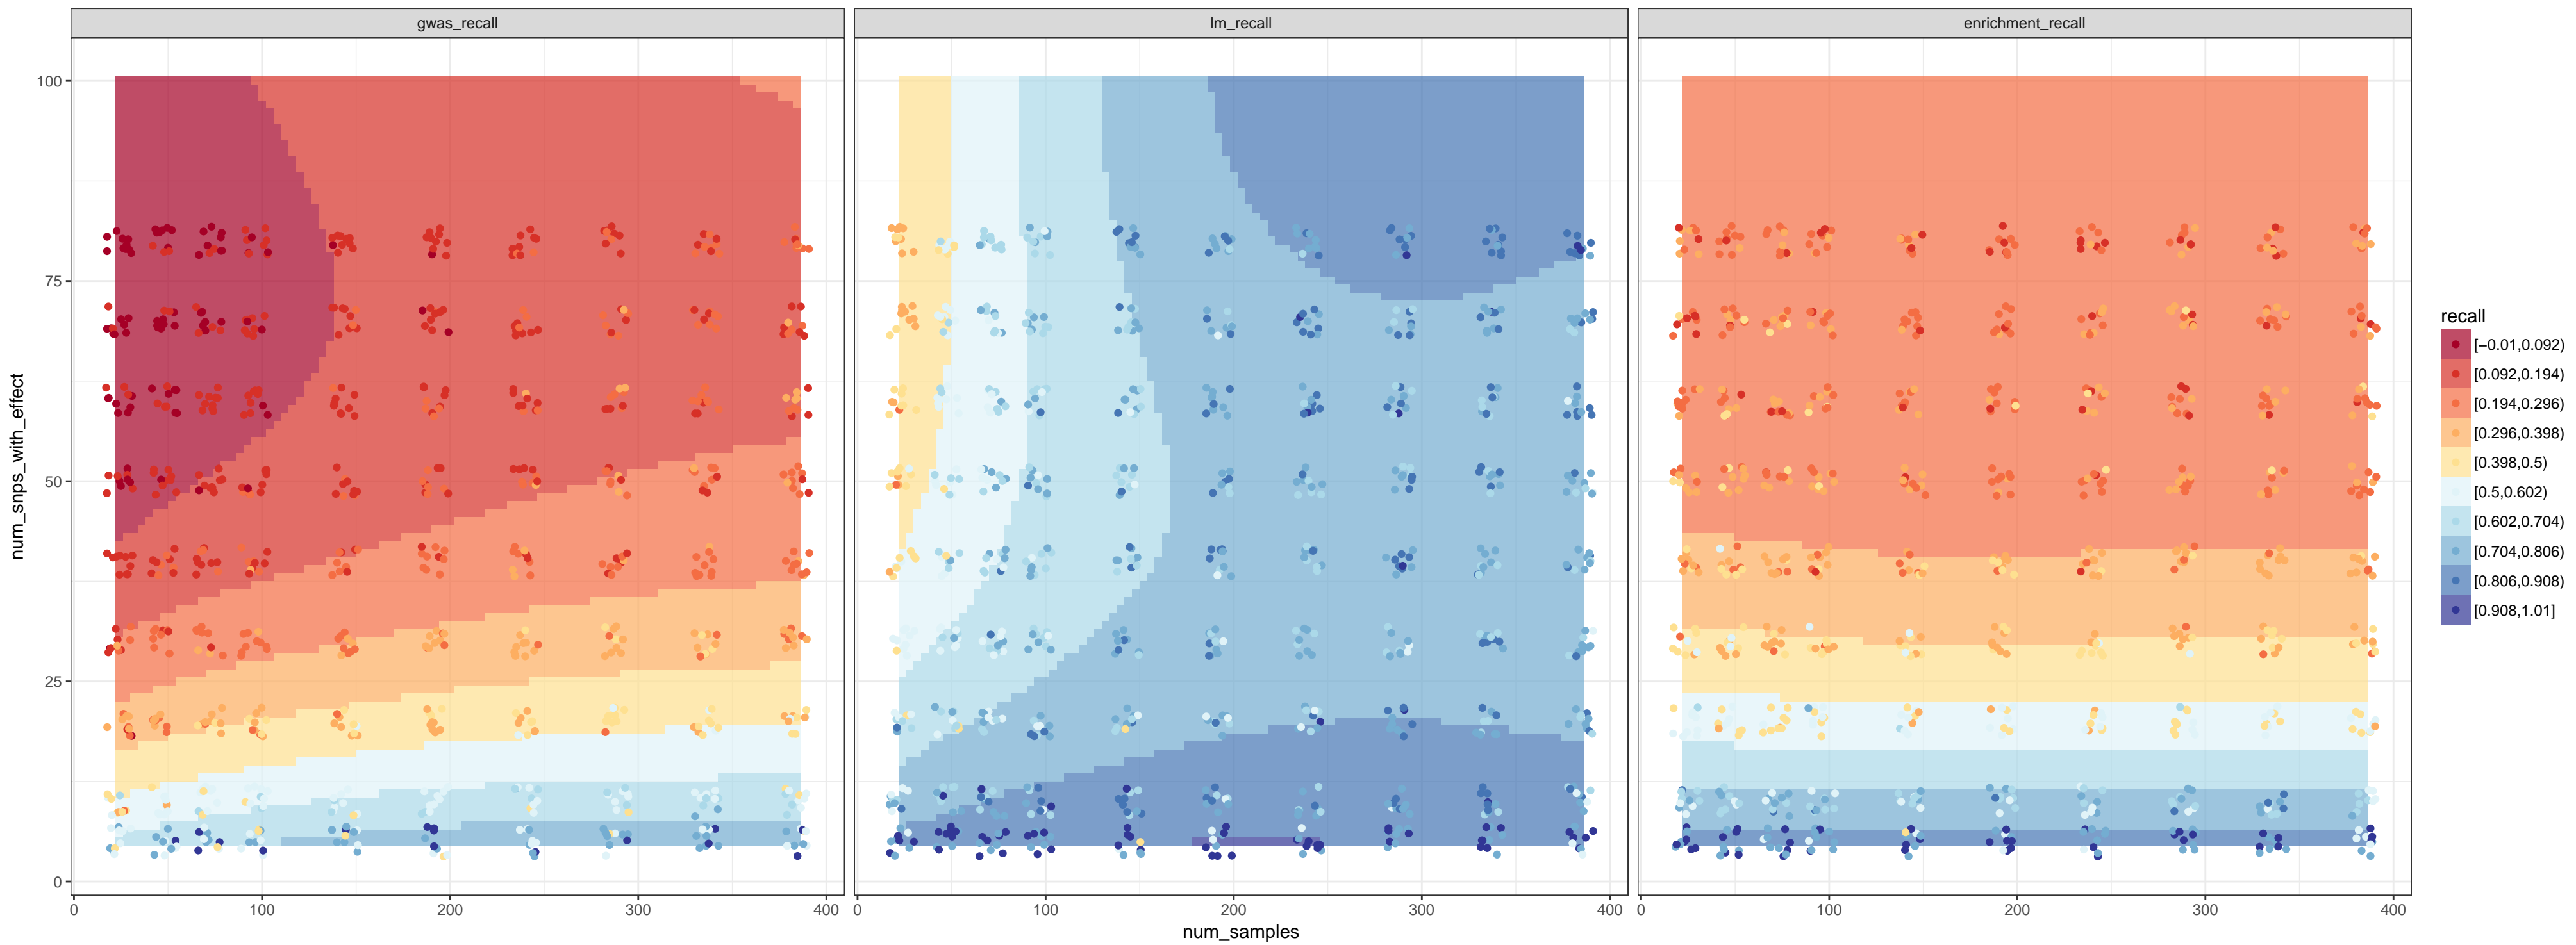 gwas_recall
lm_recall
enrichment_recall
100
75
50
25
0
num_snps_with_effect
0 100 200 300 400
0 100 200 300 400
0 100 200 300 400
num_samples
recall
[−0.01,0.092)
[0.092,0.194)
[0.194,0.296)
[0.296,0.398)
[0.398,0.5)
[0.5,0.602)
[0.602,0.704)
[0.704,0.806)
[0.806,0.908)
[0.908,1.01]